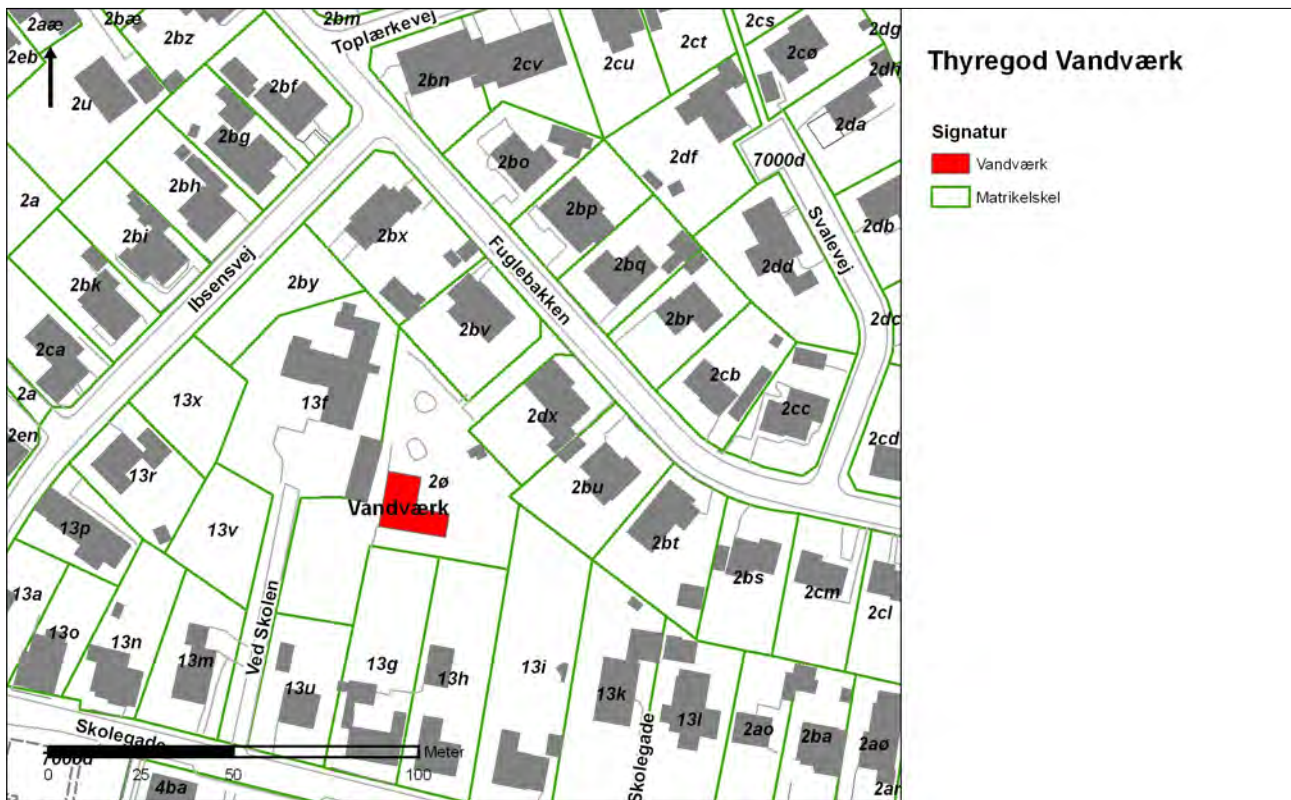 Thyregod Vandværk
Signatur
Vandværk
Matrikelskel
2aæ
2bæ
2bm
Toplærkevej
2cs
2dg
2eb
2bz
2ct
2cø
2bn
2cv
2cu
2dh
2u
2bf
2bg
2da
2bo
2df
7000d
2bh
2a
2bp
Svalevej
2db
2bi
2bx
Fuglebakken
2bq
2dd
Ibsensvej
2by
2bk
2bv
2br
2dc
2ca
2cb
2a
13x
13f
2dx
2cc
2en
2cd
13r
2ø
2bu
Vandværk
13p
13v
2bt
2bs
2cm
2cl
13a
Ved Skolen
13o
13n
13m
13g
13h
13i
13u
13k
13l
Skolegade
Skolegade
2ao
2ba
2aø
7000d
Meter
0 25 50 100
4ba
2ar